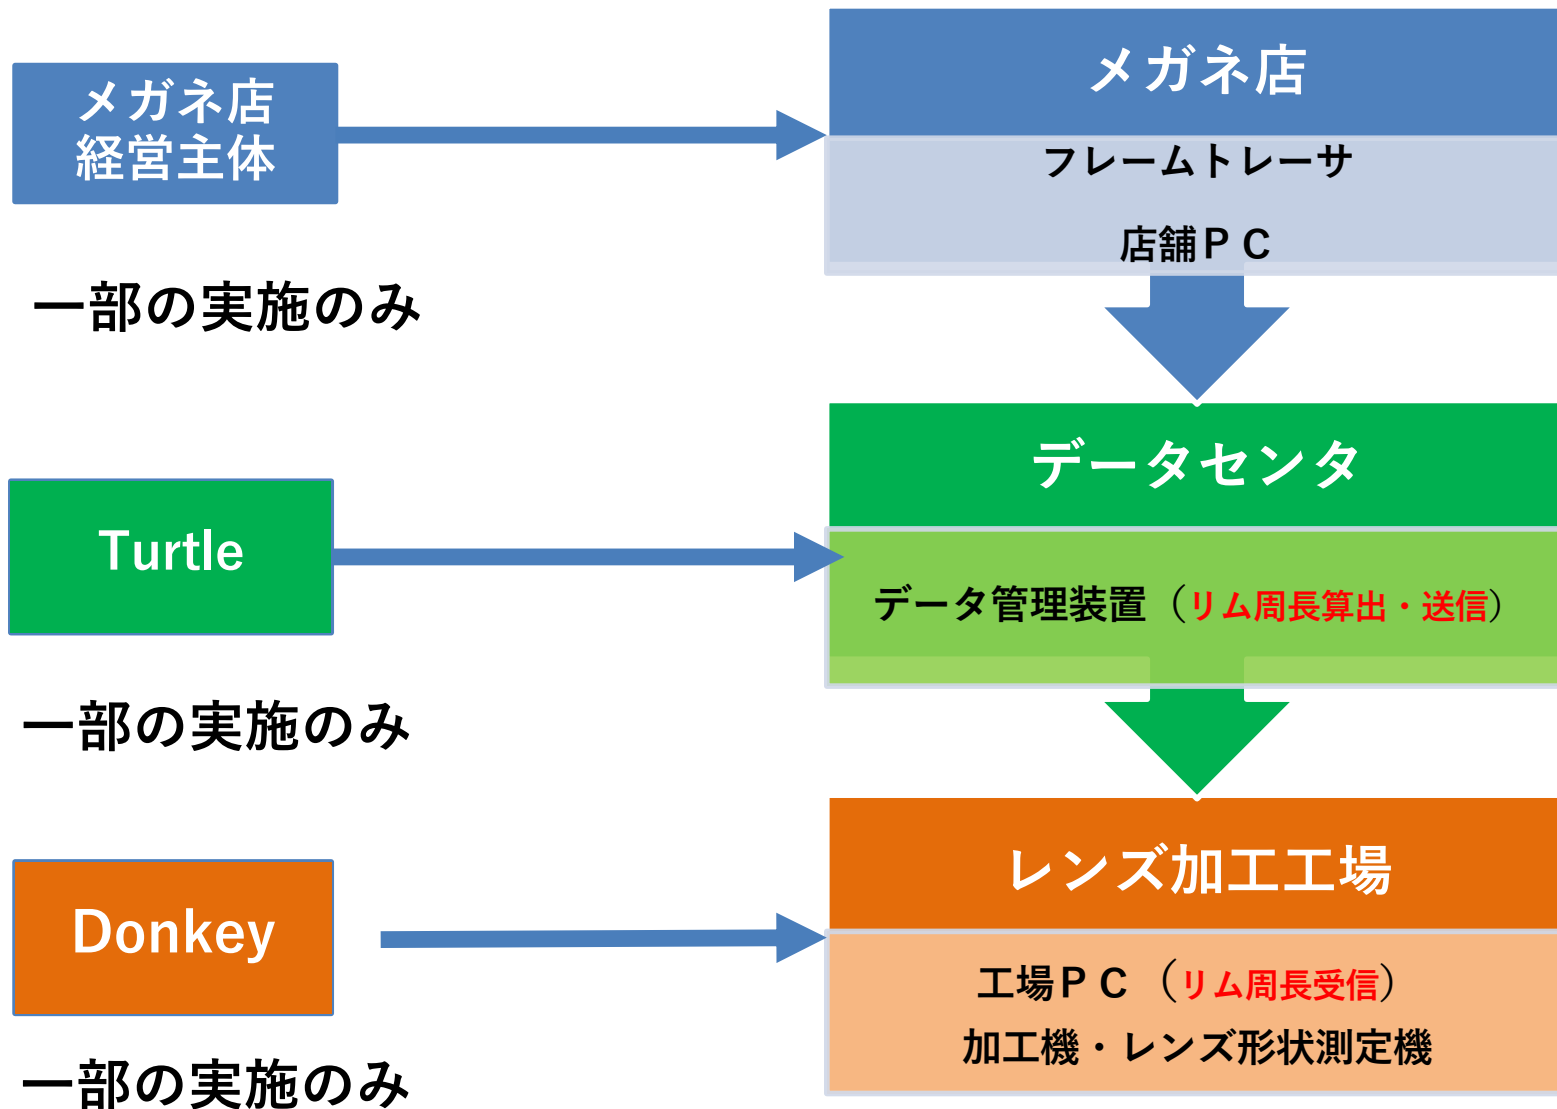 メガネ店
経営主体
一部の実施のみ
メガネ店
フレームトレーサ
店舗ＰＣ
Turtle
一部の実施のみ
データセンタ
データ管理装置（リム周長算出・送信）
Donkey
一部の実施のみ
レンズ加工工場
工場ＰＣ（リム周長受信）
加工機・レンズ形状測定機